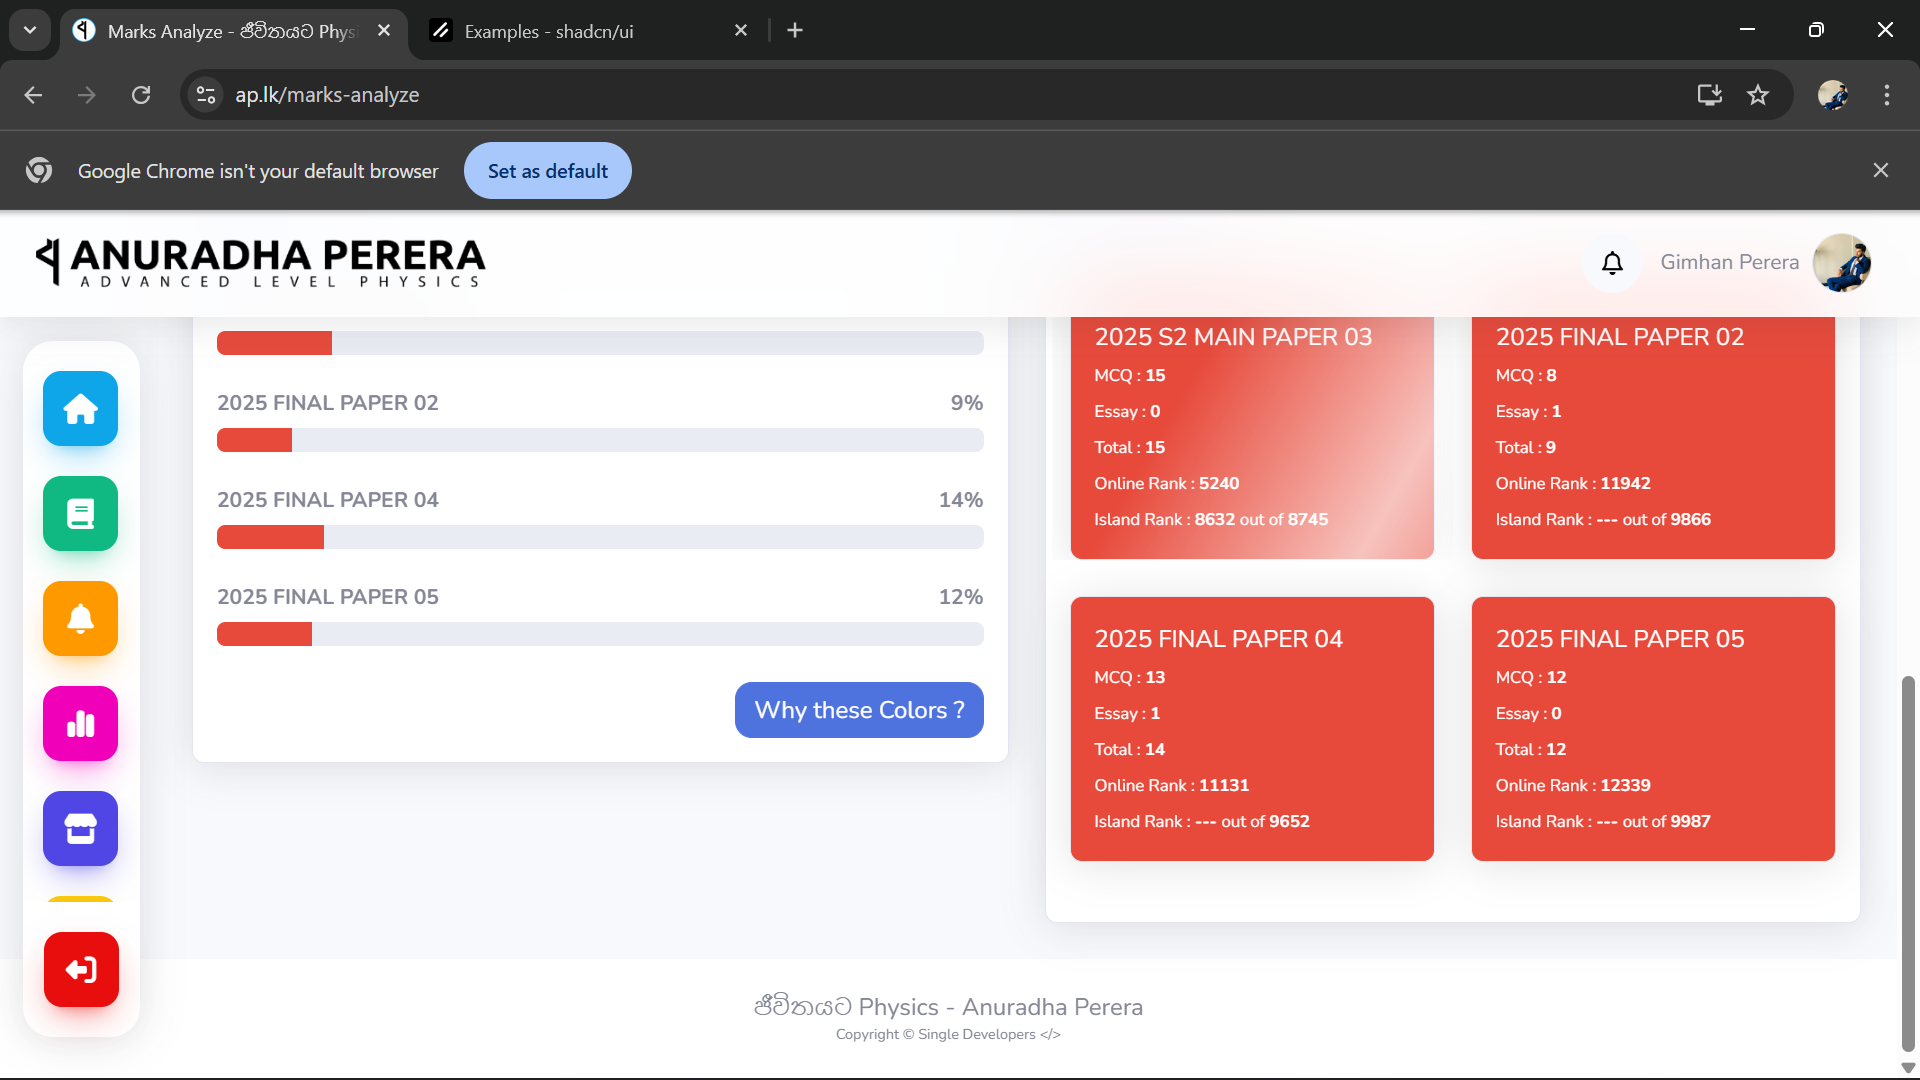 Marks Analyze - ජීවිතයට Physi
Examples - shadcn/ui
ap.lk/marks-analyze
Google Chrome isn't your default browser
Set as default
ANURADHA PERERA
ADVANCED LEVEL PHYSICS
Gimhan Perera
2025 FINAL PAPER 02 9%
2025 FINAL PAPER 04 14%
2025 FINAL PAPER 05 12%
Why these Colors ?
2025 S2 MAIN PAPER 03
MCQ : 15
Essay : 0
Total : 15
Online Rank : 5240
Island Rank : 8632 out of 8745
2025 FINAL PAPER 02
MCQ : 8
Essay : 1
Total : 9
Online Rank : 11942
Island Rank : --- out of 9866
2025 FINAL PAPER 04
MCQ : 13
Essay : 1
Total : 14
Online Rank : 11131
Island Rank : --- out of 9652
2025 FINAL PAPER 05
MCQ : 12
Essay : 0
Total : 12
Online Rank : 12339
Island Rank : --- out of 9987
ජීවිතයට Physics - Anuradha Perera
Copyright © Single Developers </>